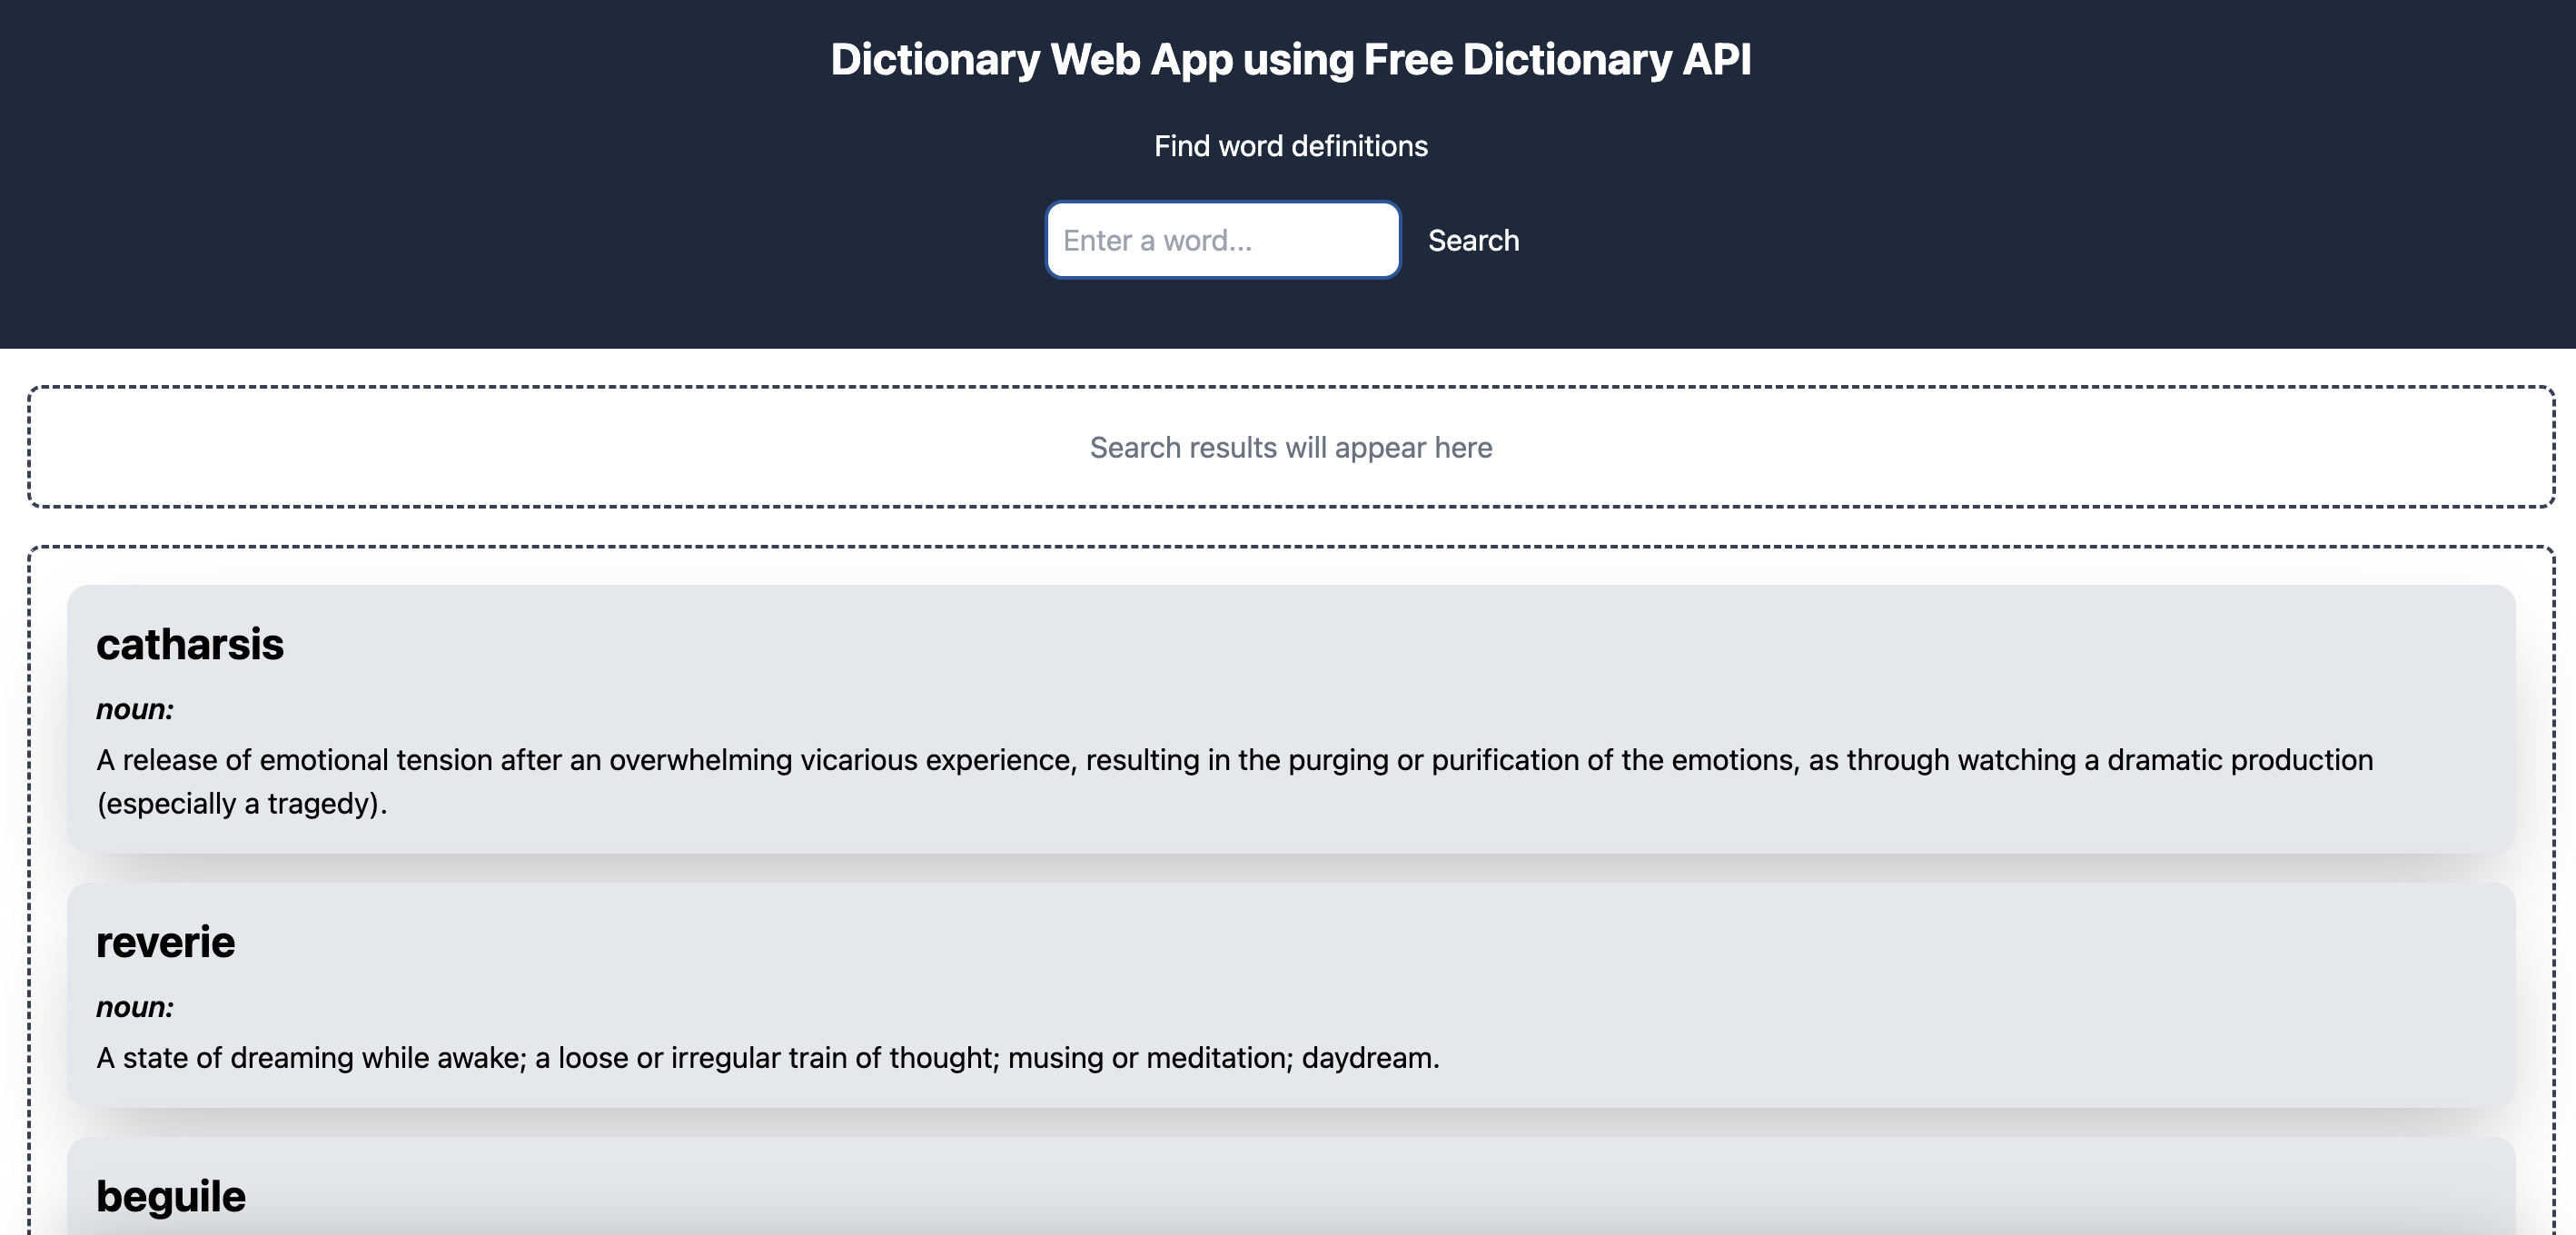 Dictionary Web App using Free Dictionary API
Find word definitions
Enter a word...
Search
Search results will appear here
catharsis
noun:
A release of emotional tension after an overwhelming vicarious experience, resulting in the purging or purification of the emotions, as through watching a dramatic production
(especially a tragedy).
reverie
noun:
A state of dreaming while awake; a loose or irregular train of thought; musing or meditation; daydream.
beguile